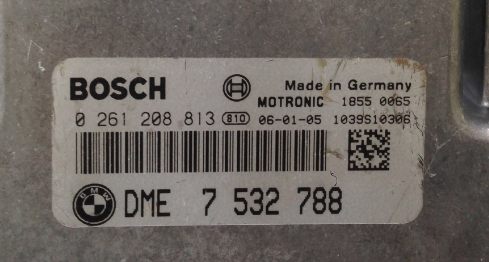 BOSCH Made in Germany
MOTRONIC 1855 0065
0 261 208 813 810 06-01-05 1039S10306
BMW DME 7 532 788